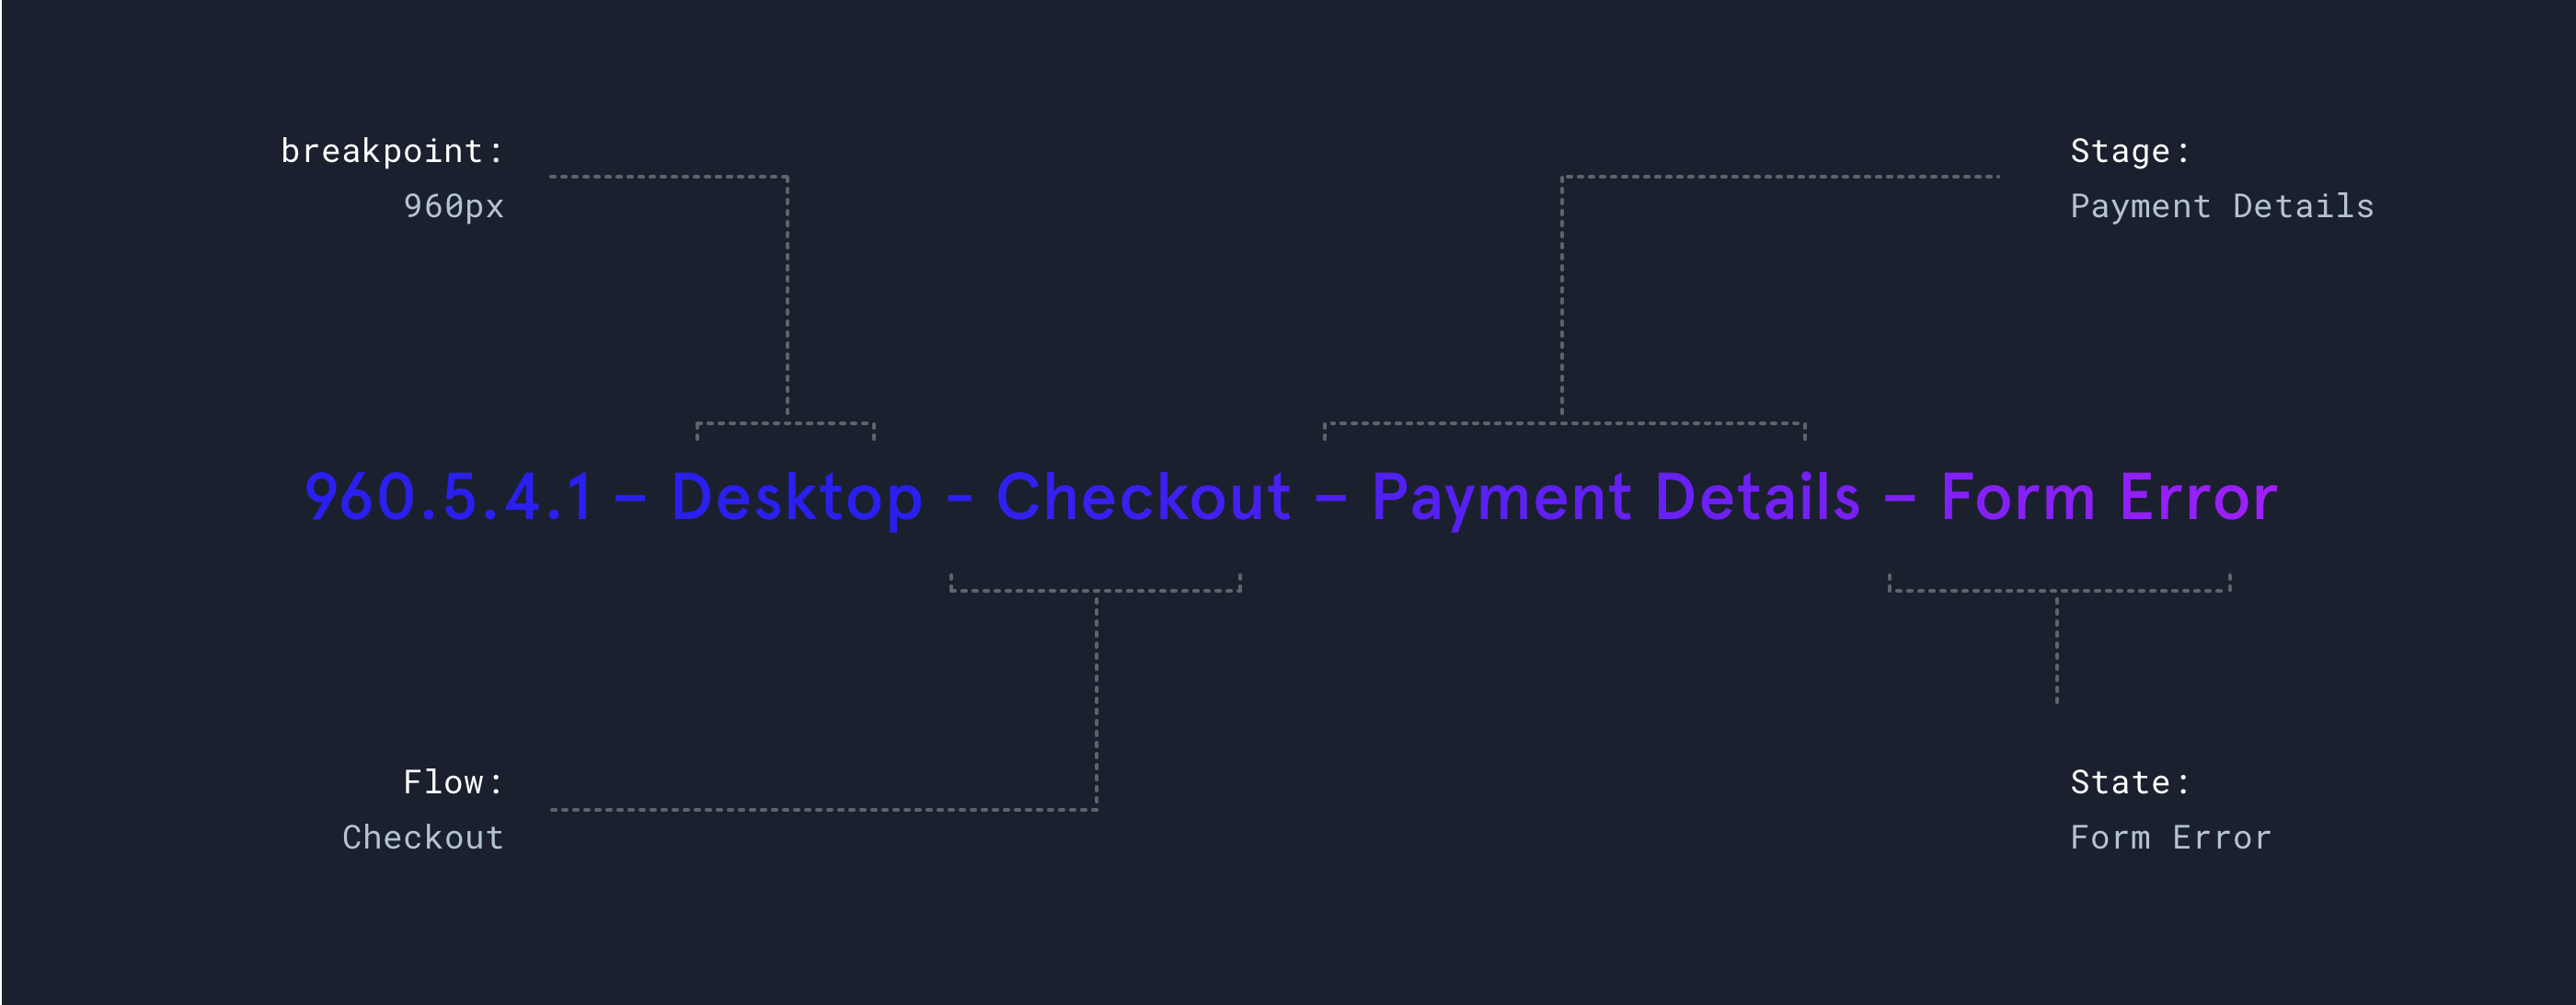 breakpoint:
960px
Stage:
Payment Details
960.5.4.1 – Desktop - Checkout – Payment Details – Form Error
Flow:
Checkout
State:
Form Error